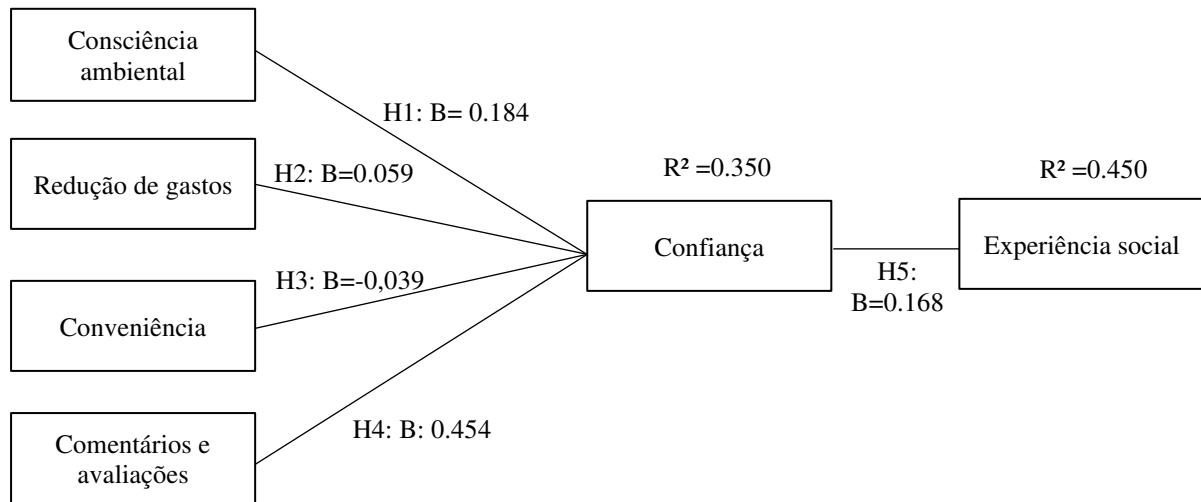 Consciência
ambiental
H1: B= 0.184
Redução de gastos
H2: B=0.059
R² =0.350
R² =0.450
Confiança
Experiência social
H3: B=-0,039
H5:
B=0.168
Conveniência
H4: B: 0.454
Comentários e
avaliações